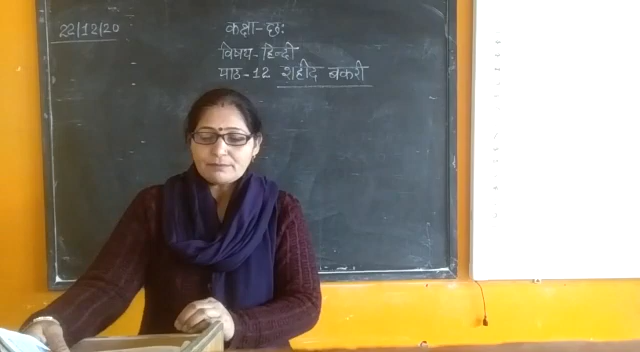 22/12/20
कक्षा - छः
विषय - हिन्दी
पाठ - 12 शहीद बकरी